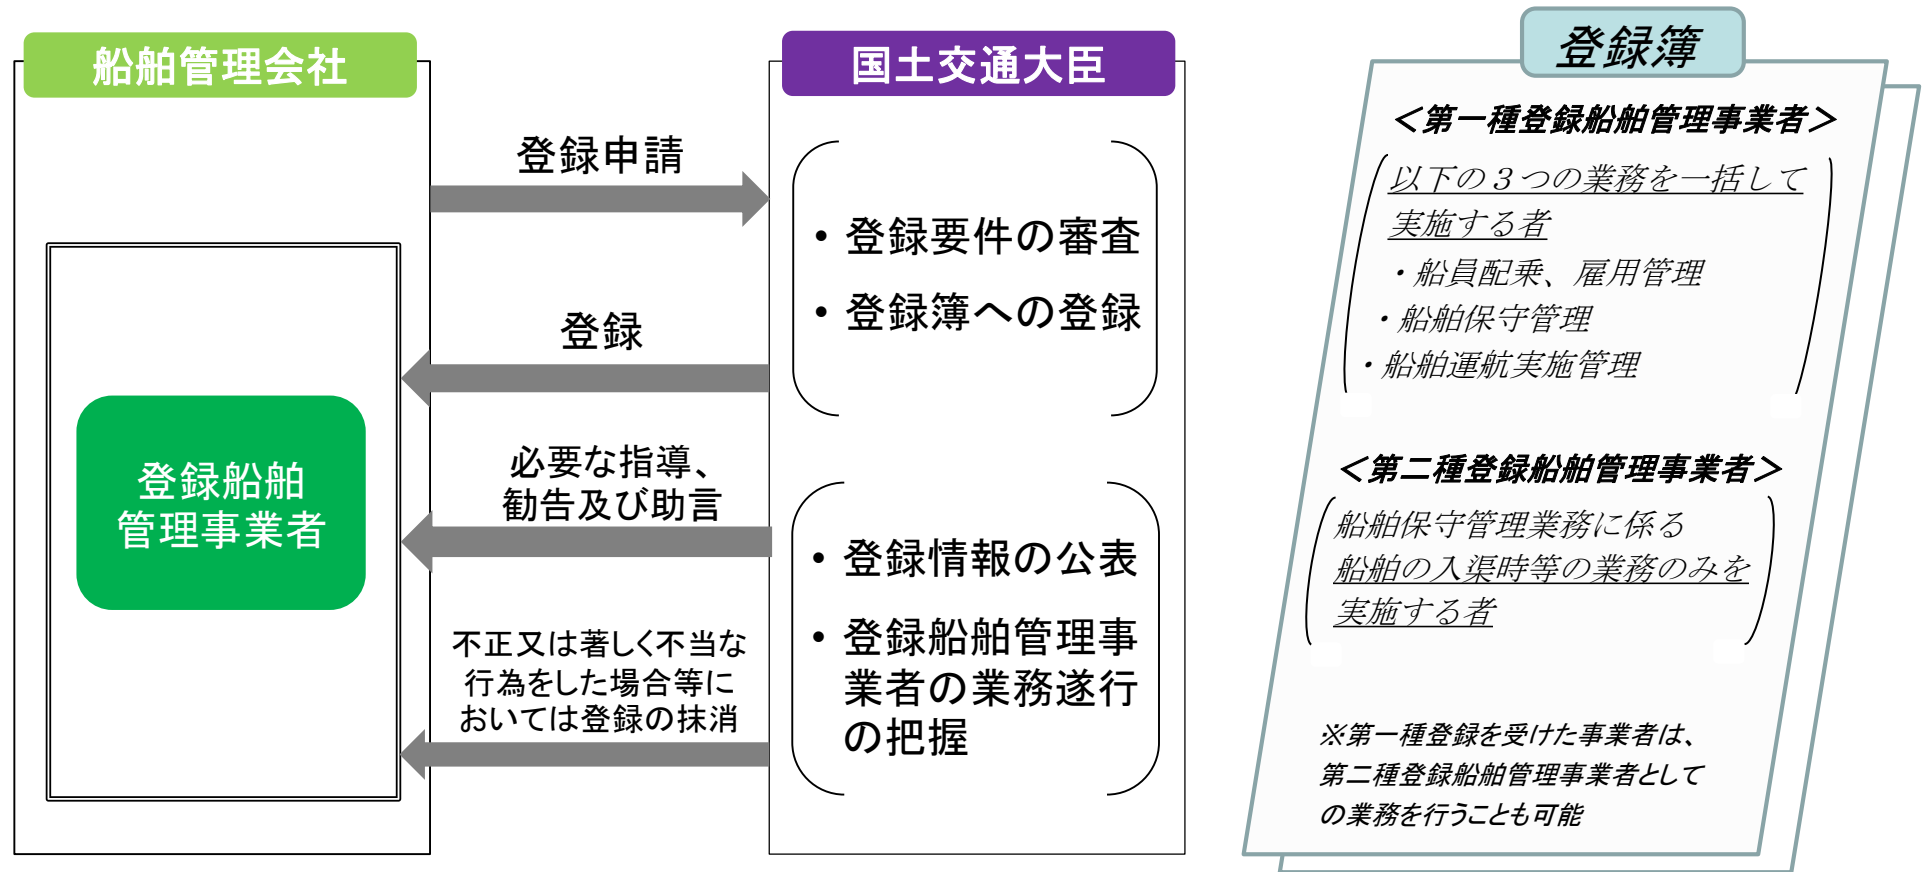 船舶管理会社
登録船舶
管理事業者
登録申請
登録
必要な指導、
勧告及び助言
不正又は著しく不当な
行為をした場合等に
おいては登録の抹消
国土交通大臣
・登録要件の審査
・登録簿への登録
・登録情報の公表
・登録船舶管理事
業者の業務遂行
の把握
登録簿
＜第一種登録船舶管理事業者＞
以下の３つの業務を一括して
実施する者
・船員配乗、雇用管理
・船舶保守管理
・船舶運航実施管理
＜第二種登録船舶管理事業者＞
船舶保守管理業務に係る
船舶の入渠時等の業務のみを
実施する者
※第一種登録を受けた事業者は、
第二種登録船舶管理事業者として
の業務を行うことも可能